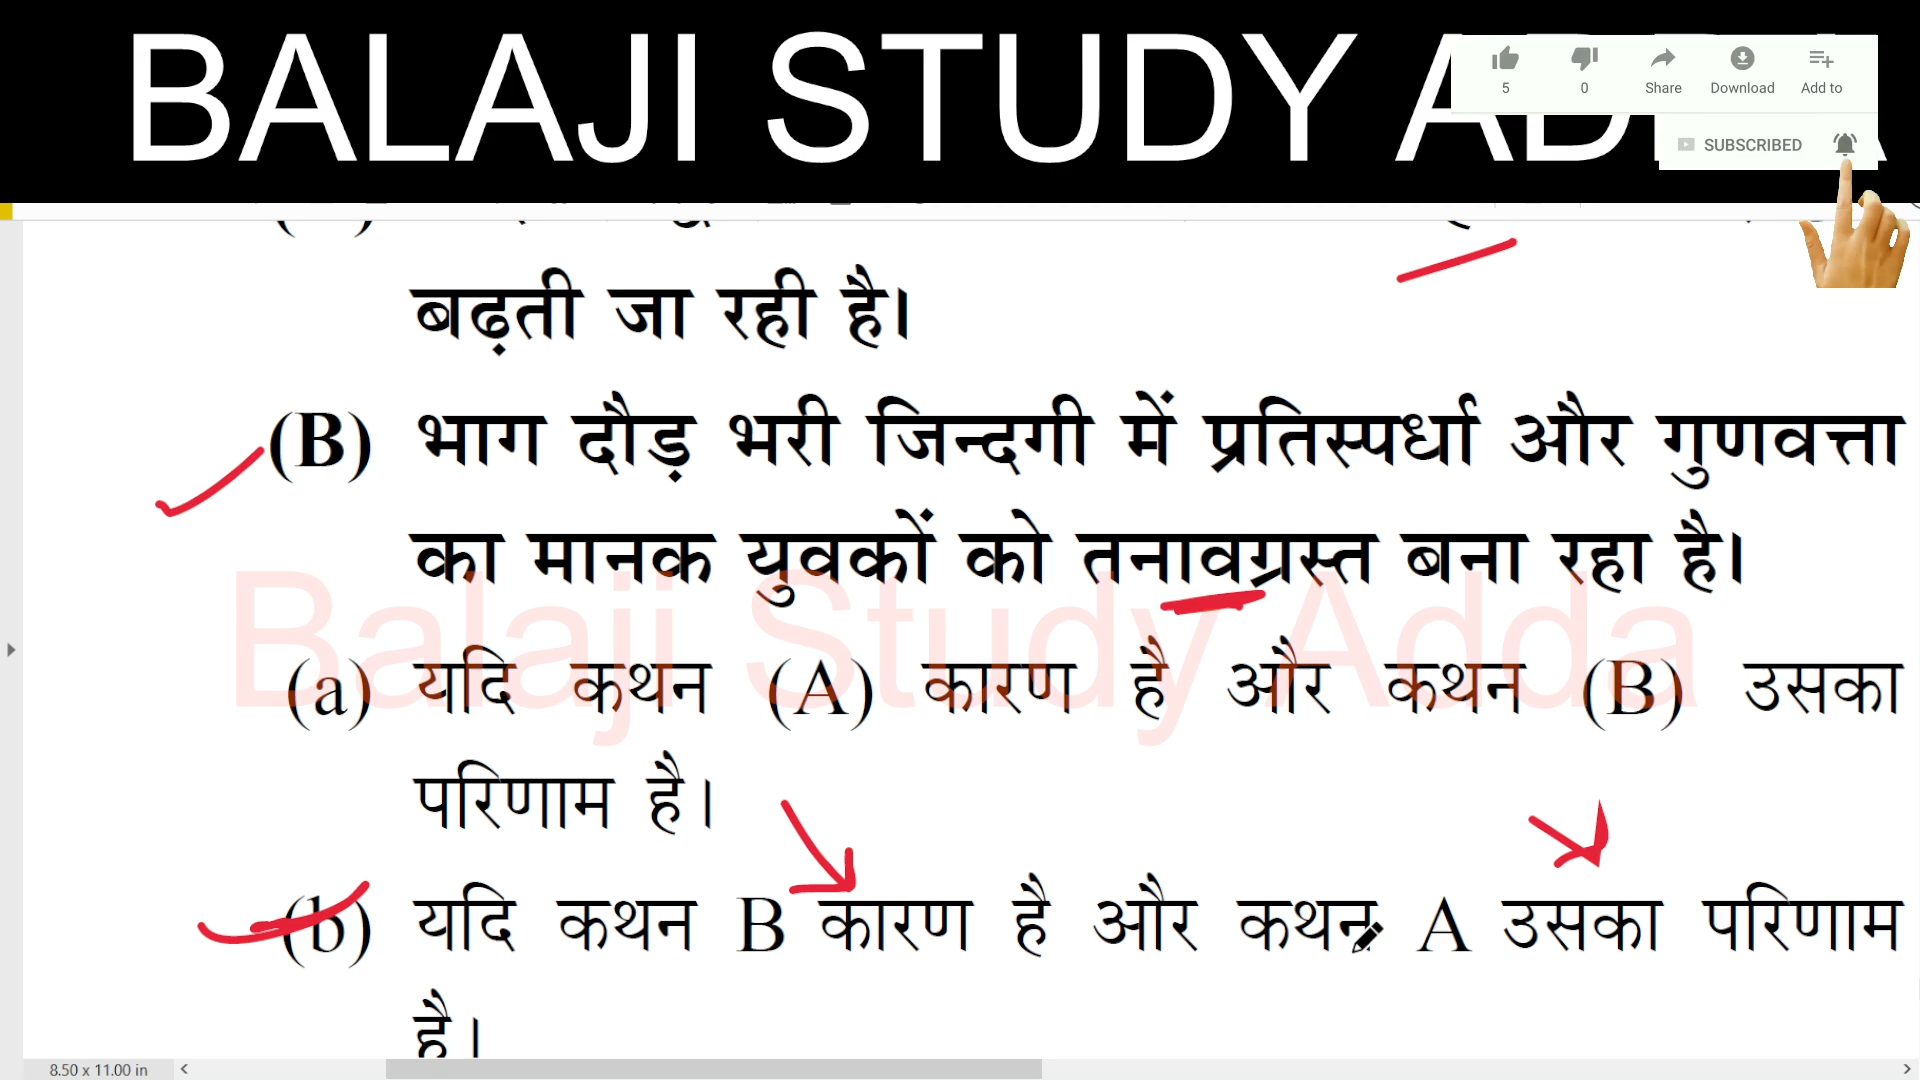 BALAJI STUDY
5 0 Share Download Add to
SUBSCRIBED
बढ़ती जा रही है।
(B) भाग दौड़ भरी जिन्दगी में प्रतिस्पर्धा और गुणवत्ता
का मानक युवकों को तनावग्रस्त बना रहा है।
Balaji Study Adda
(a) यदि कथन (A) कारण है और कथन (B) उसका
परिणाम है।
(b) यदि कथन B कारण है और कथन A उसका परिणाम
है।
8.50 x 11.00 in